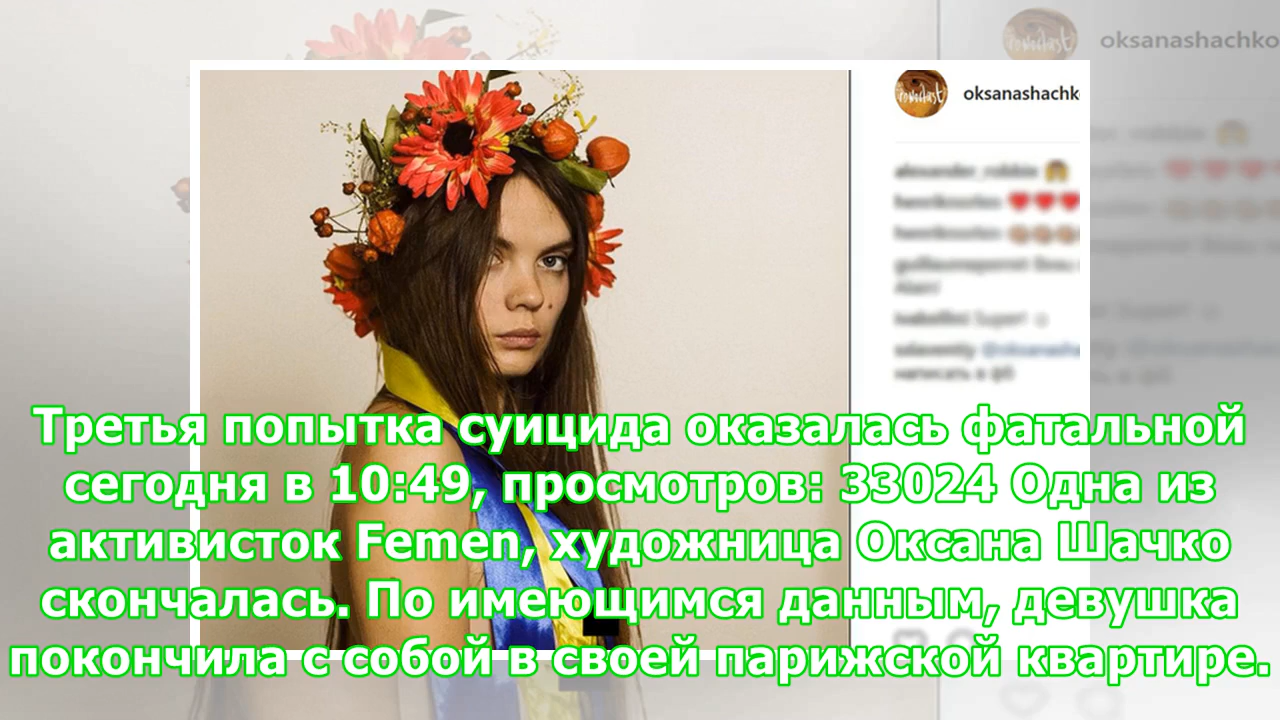 oksanashachko
oksanashachk
Третья попытка суицида оказалась фатальной
сегодня в 10:49, просмотров: 33024 Одна из
активисток Femen, художница Оксана Шачко
скончалась. По имеющимся данным, девушка
покончила с собой в своей парижской квартире.